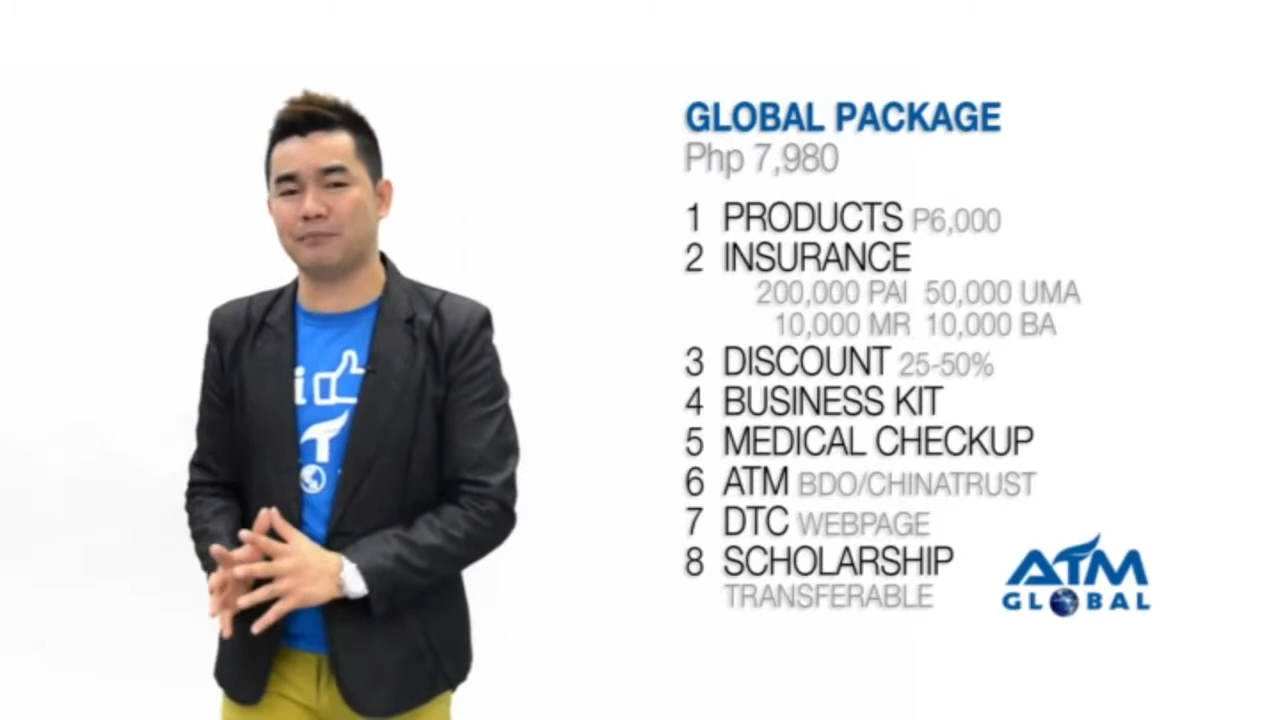 GLOBAL PACKAGE
Php 7,980
1 PRODUCTS P6,000
2 INSURANCE
200,000 PAI 50,000 UMA
10,000 MR 10,000 BA
3 DISCOUNT 25-50%
4 BUSINESS KIT
5 MEDICAL CHECKUP
6 ATM BDO/CHINATRUST
7 DTC WEBPAGE
8 SCHOLARSHIP
TRANSFERABLE
ATM
GLOBAL
i
T